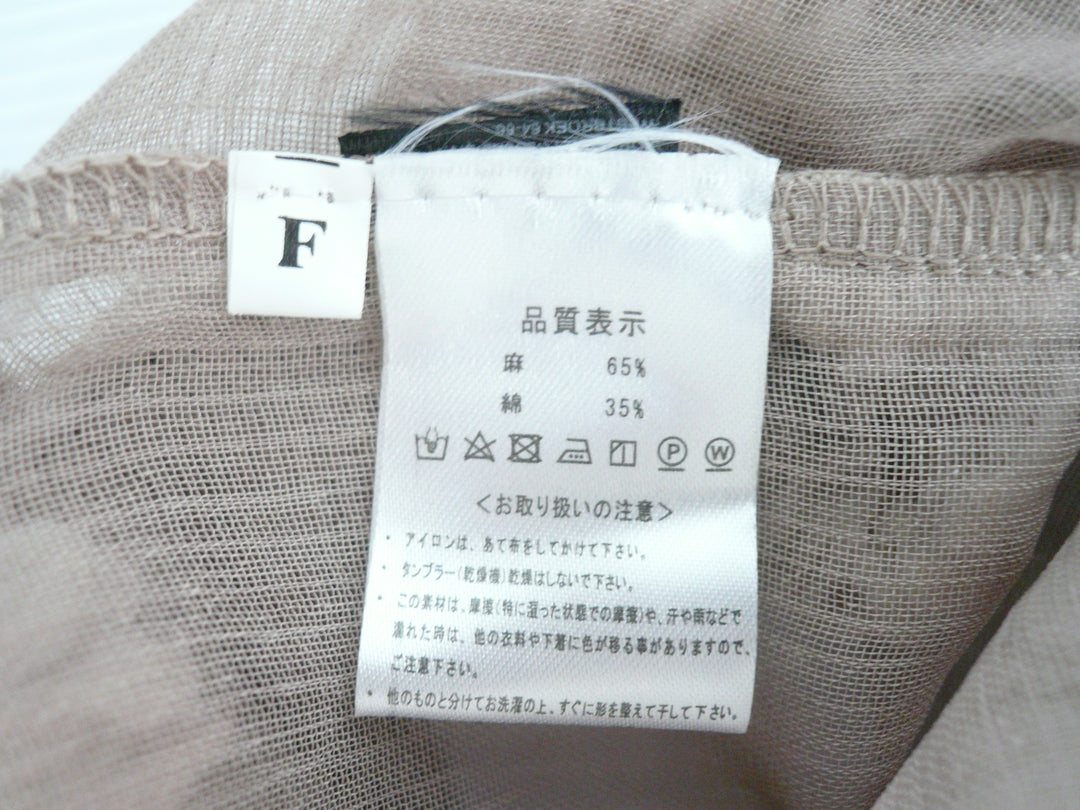 F
品質表示
麻 65%
綿 35%
P W
<お取り扱いの注意>
・アイロンは、あて布をしてかけて下さい。
・タンブラー(乾燥機)乾燥はしないで下さい。
・この素材は、摩擦(特に湿った状態での摩擦)や、汗や雨などで
濡れた時は、他の衣料や下着に色が移る事がありますので、
ご注意下さい。
・他のものと分けてお洗濯の上、すぐに形を整えて干して下さい。